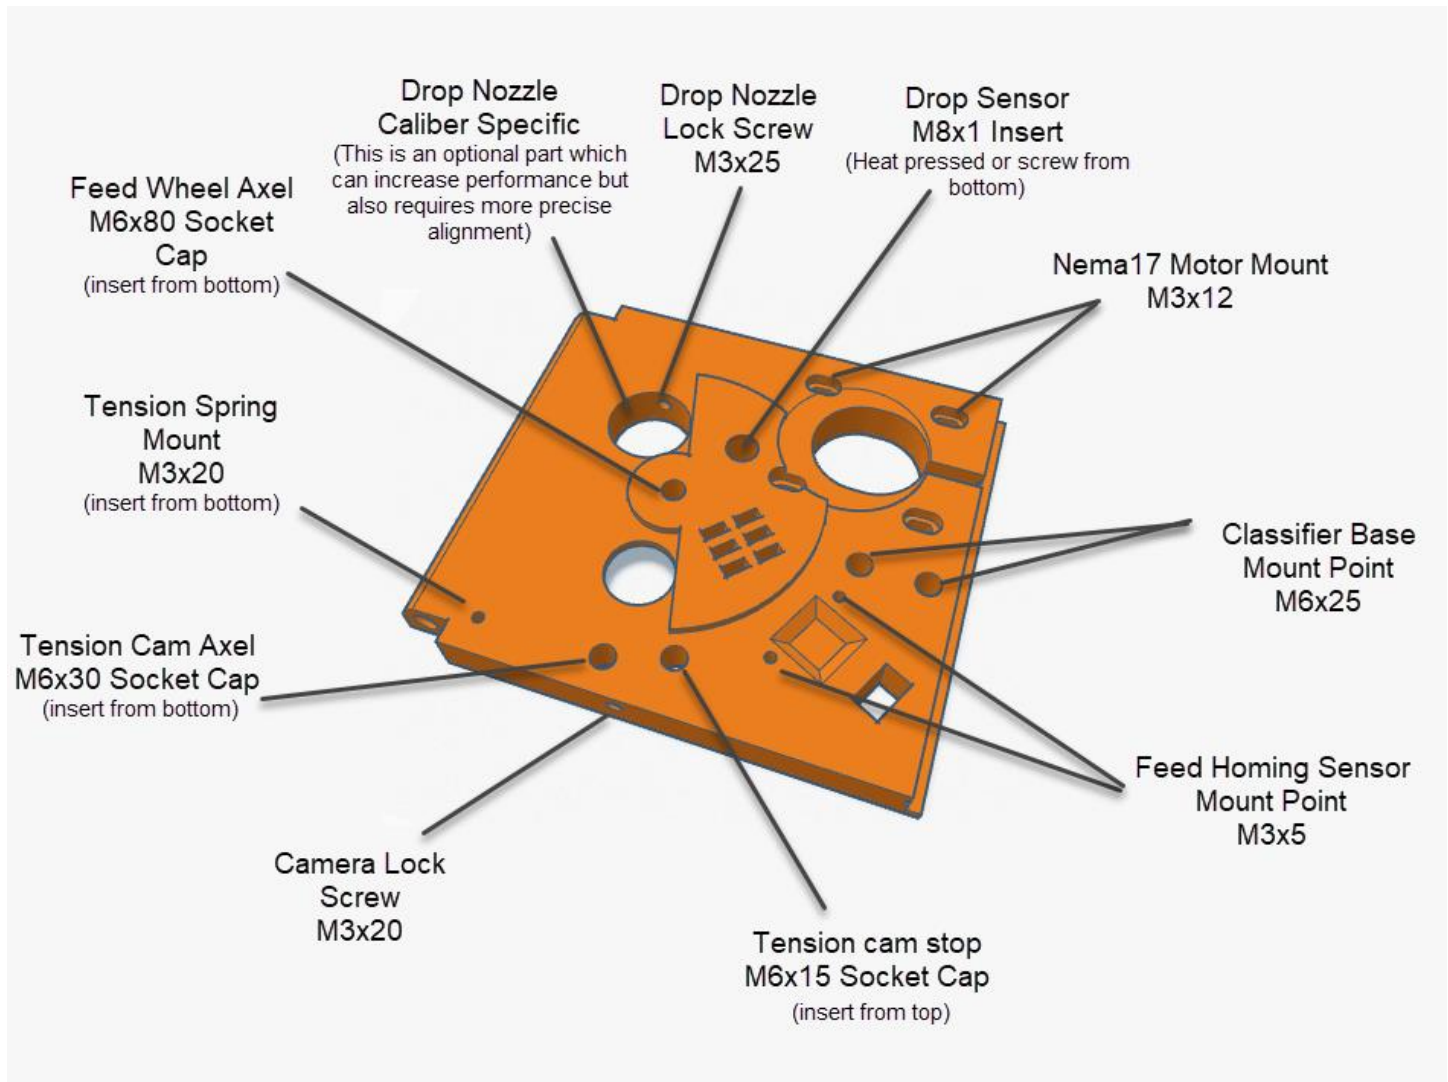 Drop Nozzle
Caliber Specific
(This is an optional part which
can increase performance but
also requires more precise
alignment)
Drop Nozzle
Lock Screw
M3x25
Drop Sensor
M8x1 Insert
(Heat pressed or screw from
bottom)
Feed Wheel Axel
M6x80 Socket
Cap
(insert from bottom)
Nema17 Motor Mount
M3x12
Tension Spring
Mount
M3x20
(insert from bottom)
Classifier Base
Mount Point
M6x25
Tension Cam Axel
M6x30 Socket Cap
(insert from bottom)
Feed Homing Sensor
Mount Point
M3x5
Camera Lock
Screw
M3x20
Tension cam stop
M6x15 Socket Cap
(insert from top)